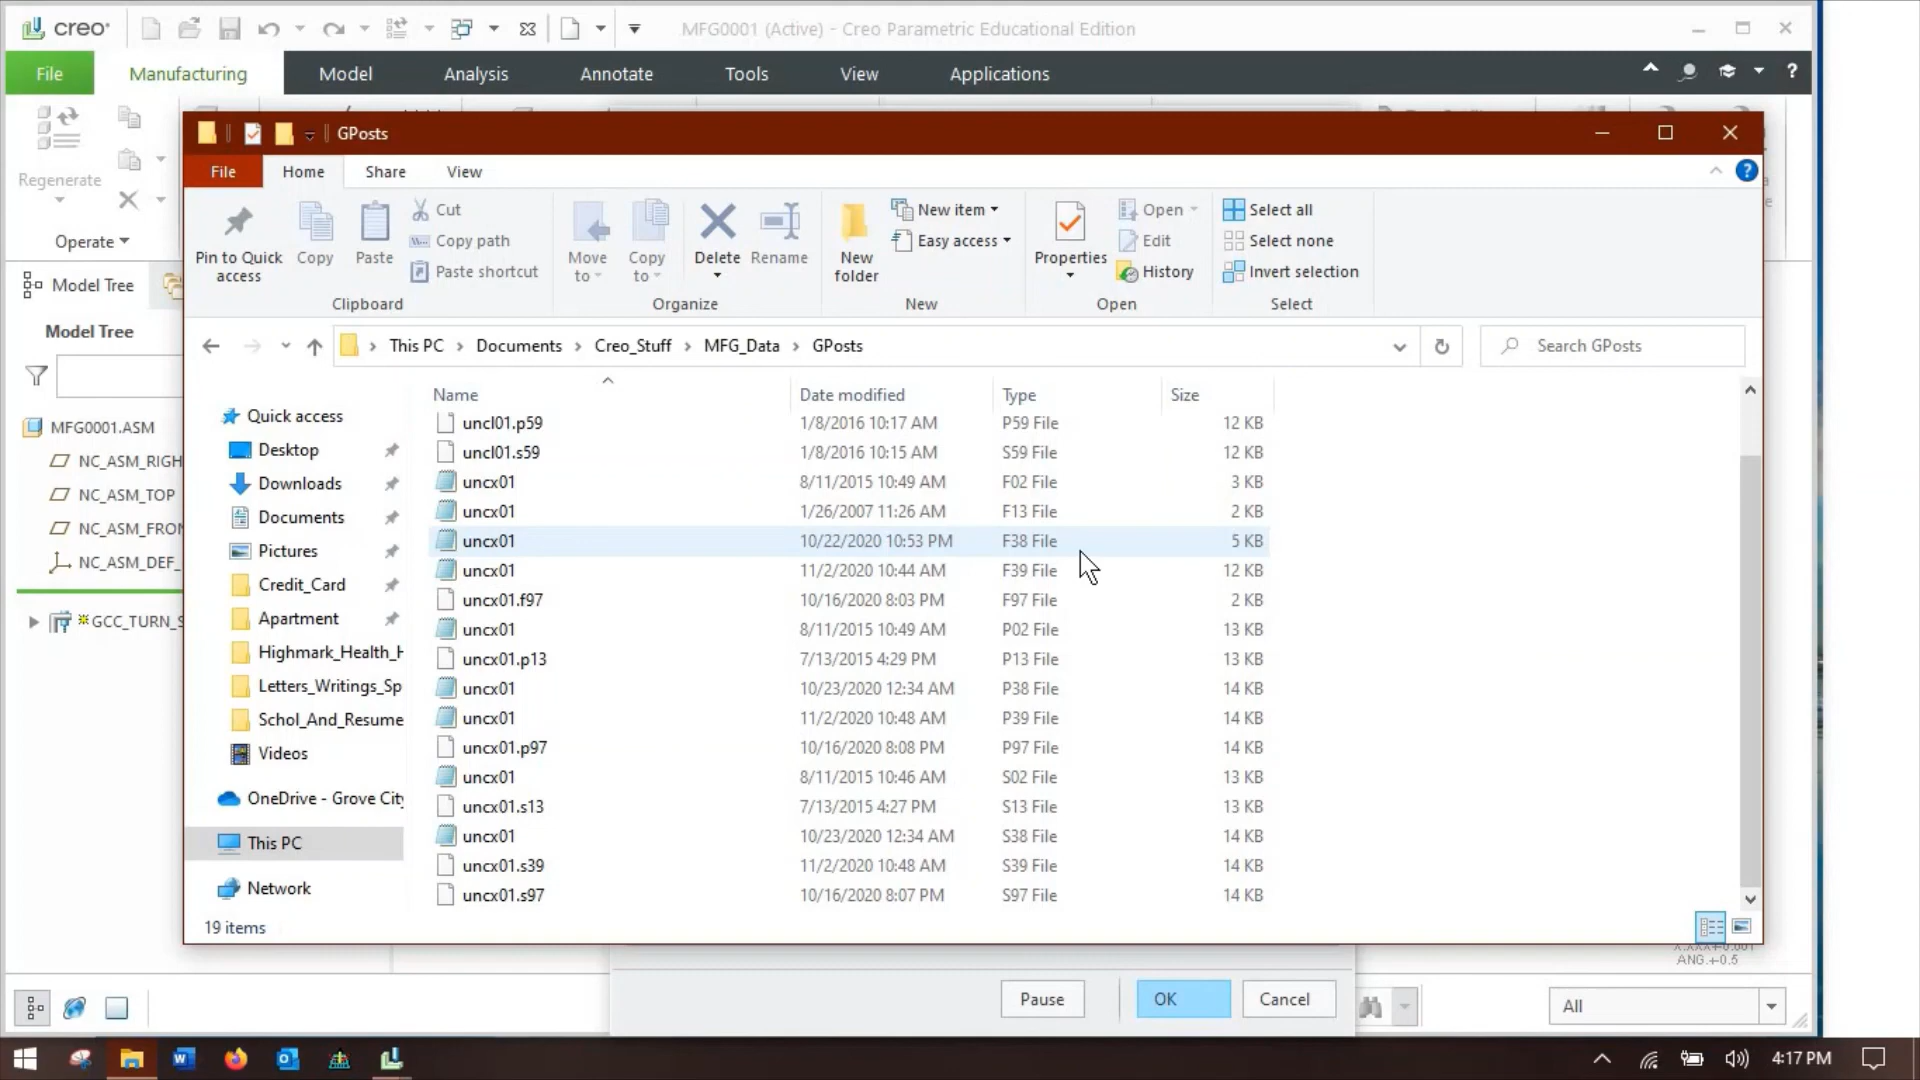 creo
MFG0001 (Active) - Creo Parametric Educational Edition
File
Manufacturing
Model
Analysis
Annotate
Tools
View
Applications
?
Regenerate
Operate
Model Tree
Model Tree
MFG0001.ASM
NC_ASM_RIGH
NC_ASM_TOP
NC_ASM_FRON
NC_ASM_DEF_
GCC_TURN_S
GPosts
File
Home
Share
View
Pin to Quick access
Copy
Paste
Cut
Copy path
Paste shortcut
Clipboard
Move to
Copy to
Delete
Rename
Organize
New folder
New item
Easy access
New
Properties
Open
Edit
History
Open
Select all
Select none
Invert selection
Select
This PC > Documents > Creo_Stuff > MFG_Data > GPosts
Search GPosts
Quick access
Desktop
Downloads
Documents
Pictures
Credit_Card
Apartment
Highmark_Health_H
Letters_Writings_Sp
Schol_And_Resume
Videos
OneDrive - Grove City
This PC
Network
Name Date modified Type Size
uncl01.p59 1/8/2016 10:17 AM P59 File 12 KB
uncl01.s59 1/8/2016 10:15 AM S59 File 12 KB
uncx01 8/11/2015 10:49 AM F02 File 3 KB
uncx01 1/26/2007 11:26 AM F13 File 2 KB
uncx01 10/22/2020 10:53 PM F38 File 5 KB
uncx01 11/2/2020 10:44 AM F39 File 12 KB
uncx01.f97 10/16/2020 8:03 PM F97 File 2 KB
uncx01 8/11/2015 10:49 AM P02 File 13 KB
uncx01.p13 7/13/2015 4:29 PM P13 File 13 KB
uncx01 10/23/2020 12:34 AM P38 File 14 KB
uncx01 11/2/2020 10:48 AM P39 File 14 KB
uncx01.p97 10/16/2020 8:08 PM P97 File 14 KB
uncx01 8/11/2015 10:46 AM S02 File 13 KB
uncx01.s13 7/13/2015 4:27 PM S13 File 13 KB
uncx01 10/23/2020 12:34 AM S38 File 14 KB
uncx01.s39 11/2/2020 10:48 AM S39 File 14 KB
uncx01.s97 10/16/2020 8:07 PM S97 File 14 KB
19 items
ANG.+-0.5
Pause
OK
Cancel
All
4:17 PM